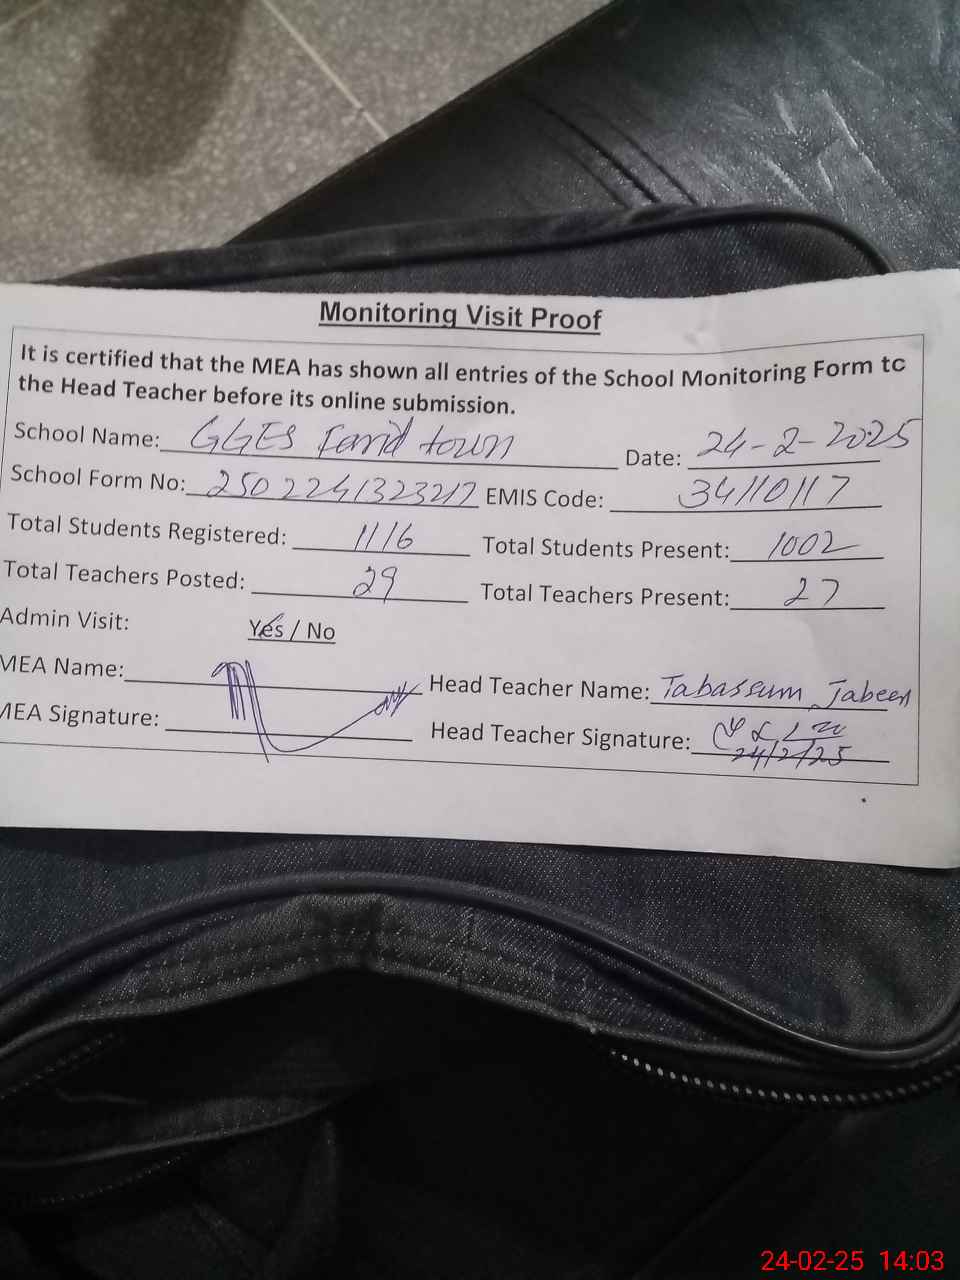 Monitoring Visit Proof
It is certified that the MEA has shown all entries of the School Monitoring Form to
the Head Teacher before its online submission.
School Name: GGES Farid town Date: 24-2-2025
School Form No: 2502241323217 EMIS Code: 34110117
Total Students Registered: 1116 Total Students Present: 1002
Total Teachers Posted: 29 Total Teachers Present: 27
Admin Visit: Yes / No
MEA Name: Head Teacher Name: Tabassum Jabeen
MEA Signature: Head Teacher Signature:
24/2/25
24-02-25 14:03